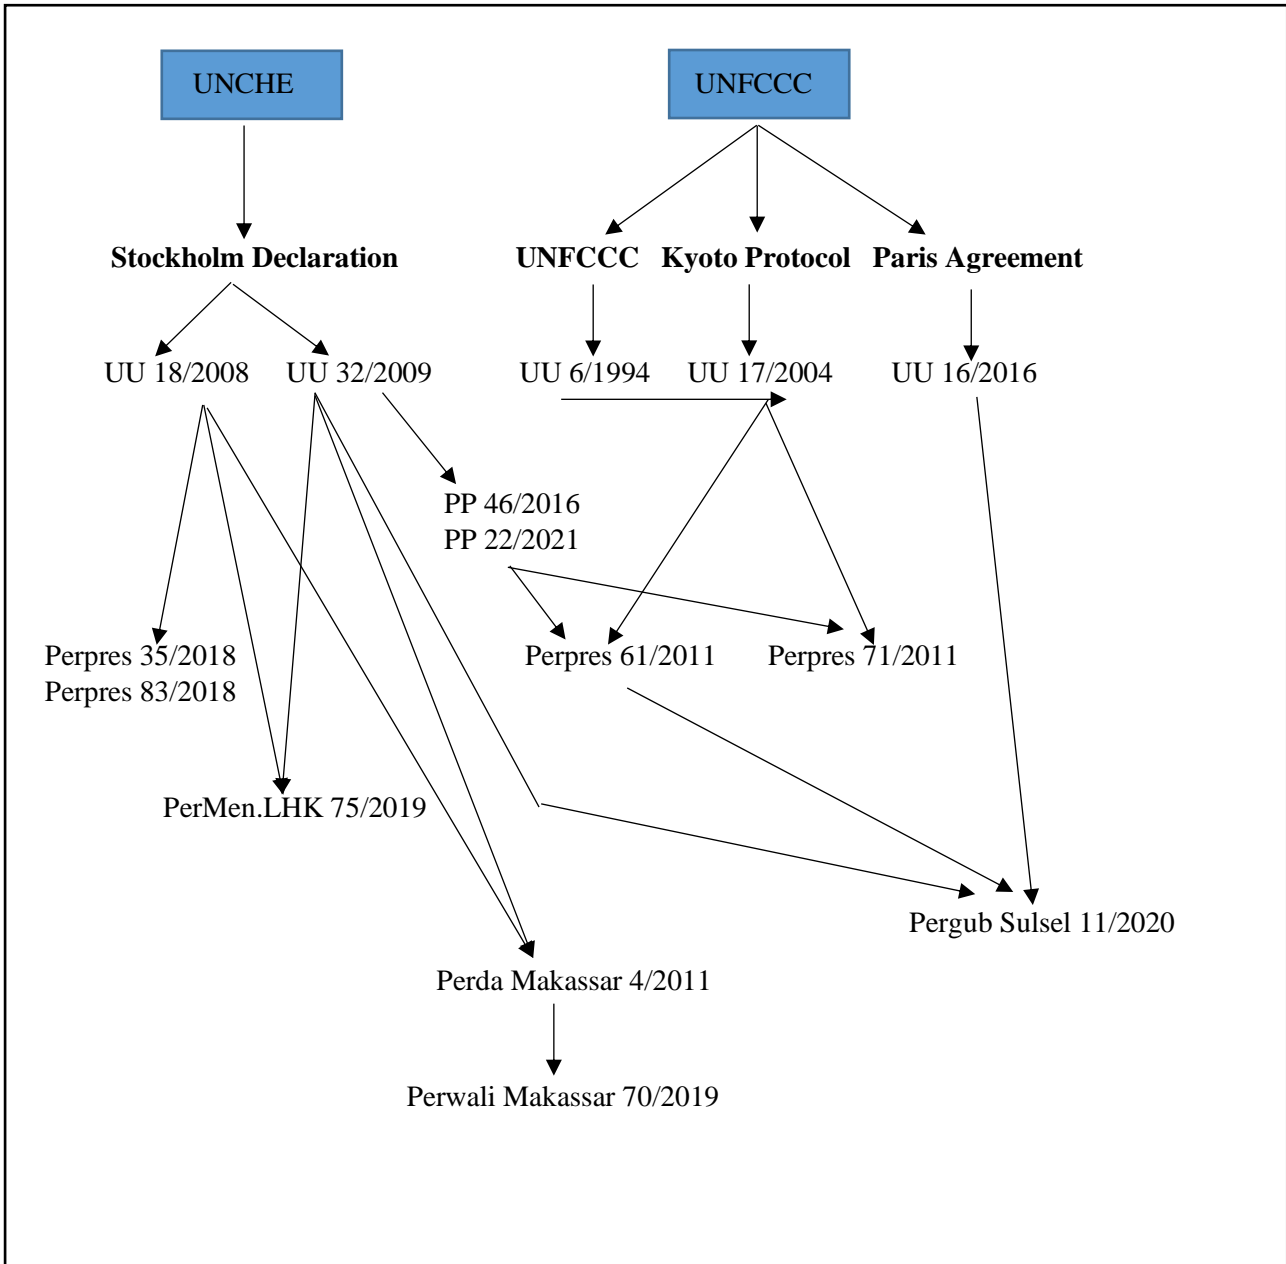 UNCHE
UNFCCC
Stockholm Declaration
UNFCCC
Kyoto Protocol
Paris Agreement
UU 18/2008
UU 32/2009
UU 6/1994
UU 17/2004
UU 16/2016
PP 46/2016
PP 22/2021
Perpres 35/2018
Perpres 83/2018
Perpres 61/2011
Perpres 71/2011
PerMen.LHK 75/2019
Pergub Sulsel 11/2020
Perda Makassar 4/2011
Perwali Makassar 70/2019